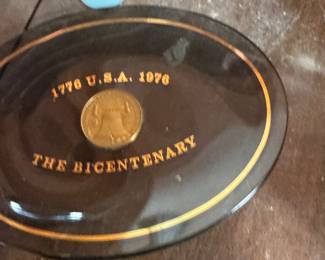 1776 U.S.A. 1976
THE BICENTENARY